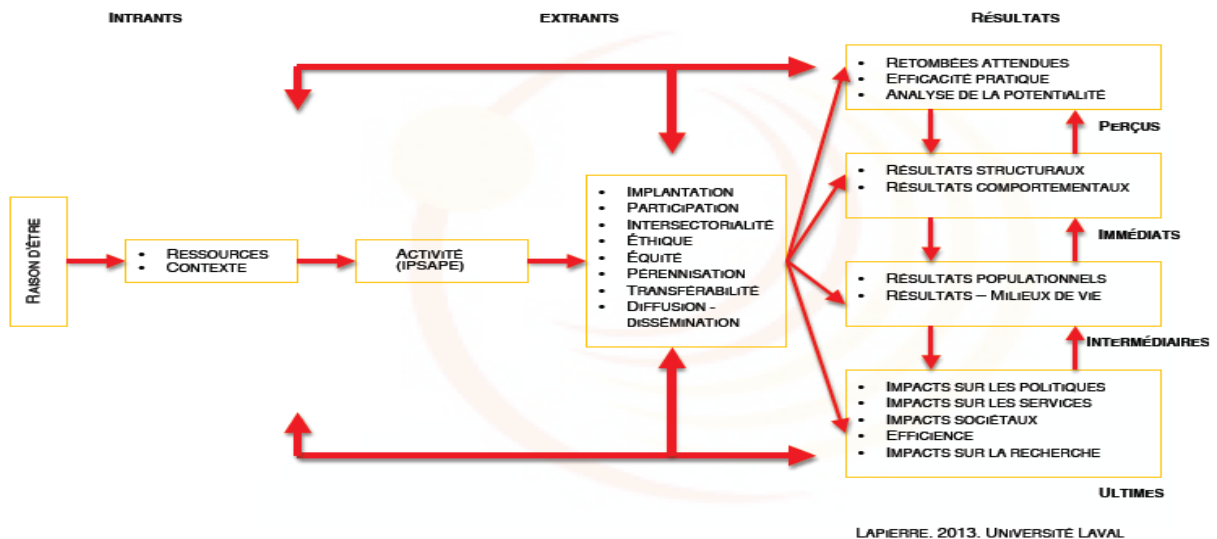 INTRANTS
EXTRANTS
RÉSULTATS
RAISON D'ÊTRE
• RESSOURCES
• CONTEXTE
ACTIVITÉ
(IPSAPE)
• IMPLANTATION
• PARTICIPATION
• INTERSECTORIALITÉ
• ÉTHIQUE
• ÉQUITÉ
• PÉRENNISATION
• TRANSFÉRABILITÉ
• DIFFUSION -
DISSÉMINATION
• RETOMBÉES ATTENDUES
• EFFICACITÉ PRATIQUE
• ANALYSE DE LA POTENTIALITÉ
PERÇUS
• RÉSULTATS STRUCTURAUX
• RÉSULTATS COMPORTEMENTAUX
IMMÉDIATS
• RÉSULTATS POPULATIONNELS
• RÉSULTATS – MILIEUX DE VIE
INTERMÉDIAIRES
• IMPACTS SUR LES POLITIQUES
• IMPACTS SUR LES SERVICES
• IMPACTS SOCIÉTAUX
• EFFICIENCE
• IMPACTS SUR LA RECHERCHE
ULTIMES
LAPIERRE. 2013. UNIVERSITÉ LAVAL